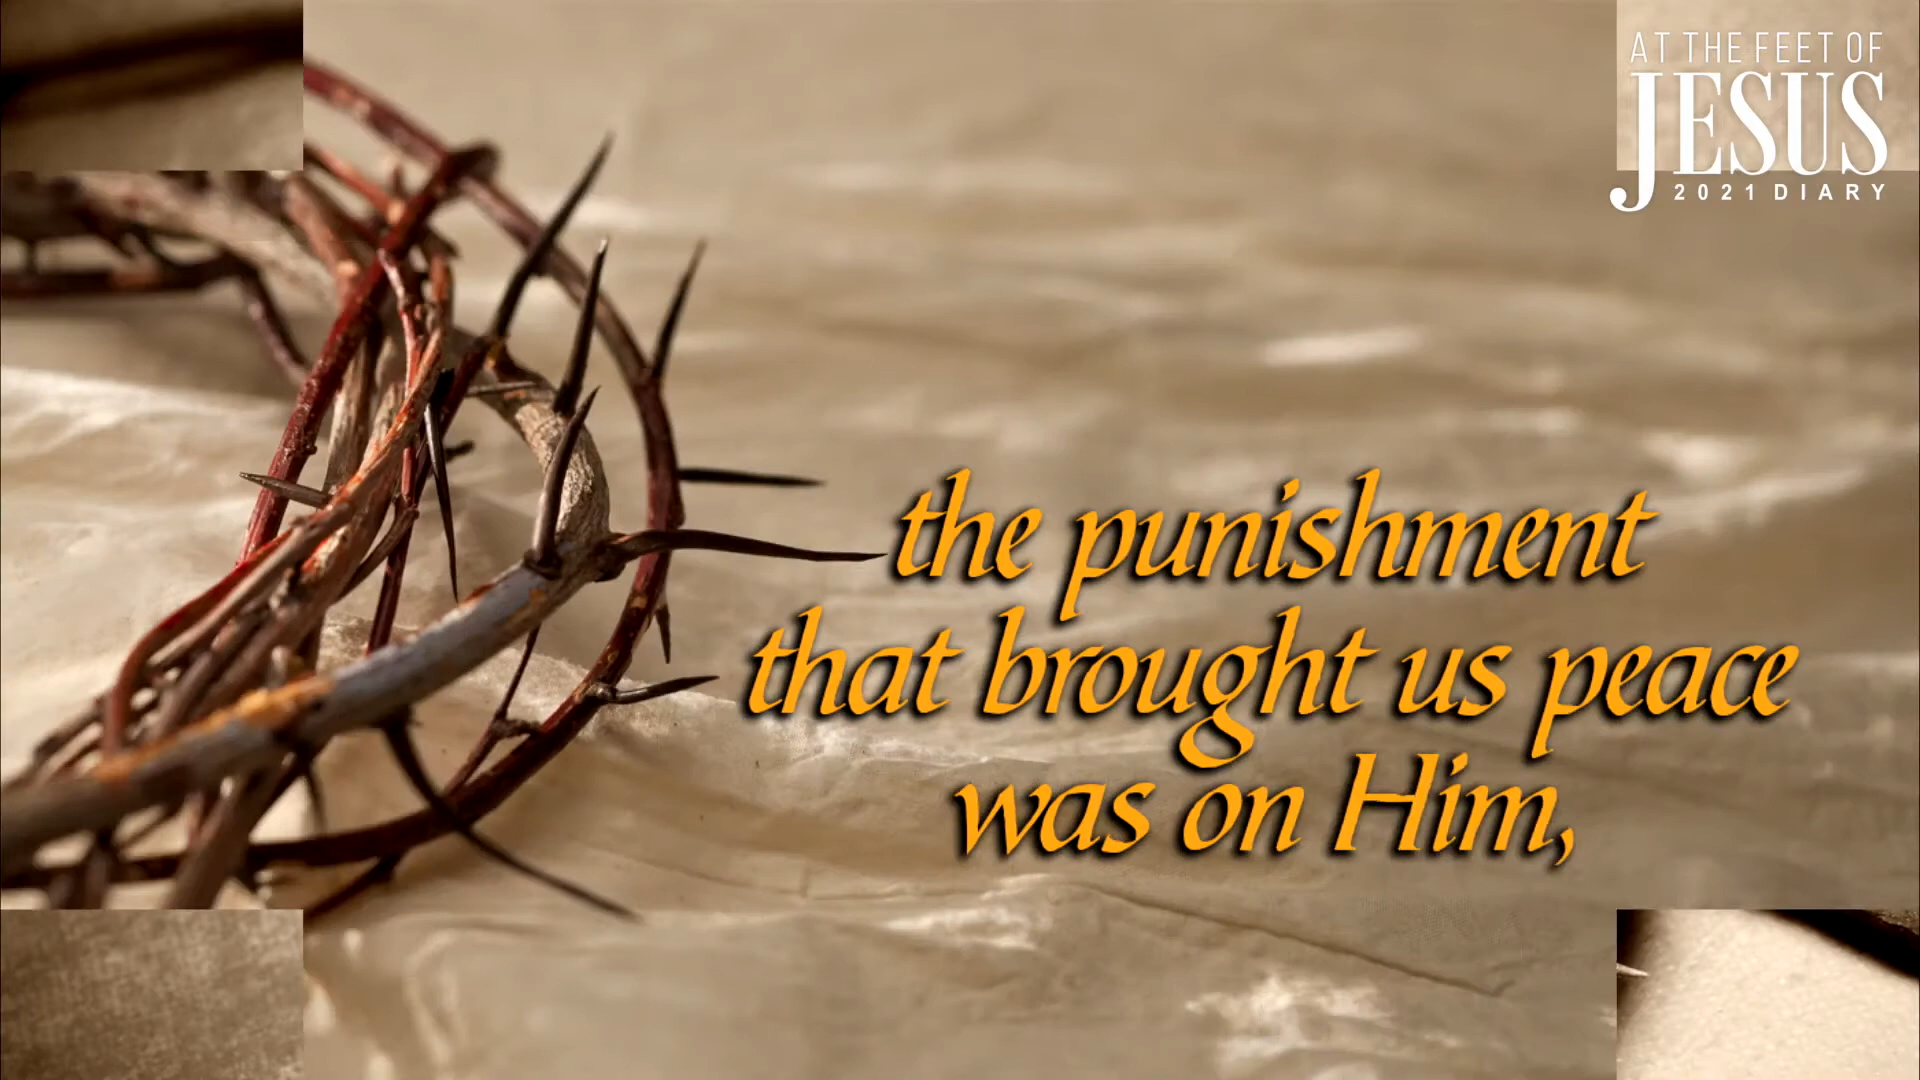 AT THE FEET OF
JESUS
2021 DIARY
the punishment
that brought us peace
was on Him,